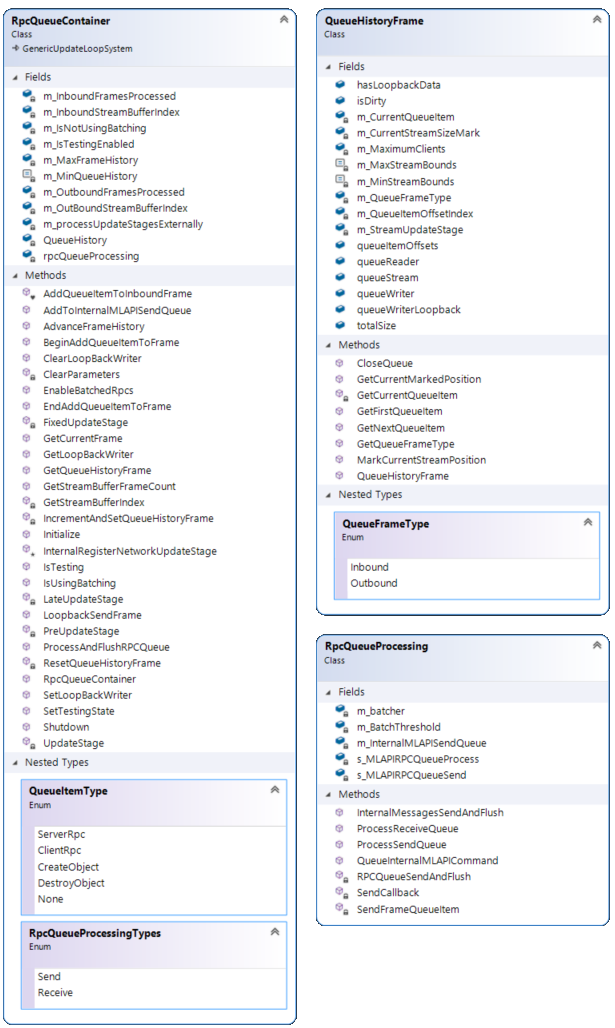 RpcQueueContainer
Class
GenericUpdateLoopSystem
Fields
m_InboundFramesProcessed
m_InboundStreamBufferIndex
m_IsNotUsingBatching
m_IsTestingEnabled
m_MaxFrameHistory
m_MinQueueHistory
m_OutboundFramesProcessed
m_OutBoundStreamBufferIndex
m_processUpdateStagesExternally
QueueHistory
rpcQueueProcessing
Methods
AddQueueItemToInboundFrame
AddToInternalMLAPISendQueue
AdvanceFrameHistory
BeginAddQueueItemToFrame
ClearLoopBackWriter
ClearParameters
EnableBatchedRpcs
EndAddQueueItemToFrame
FixedUpdateStage
GetCurrentFrame
GetLoopBackWriter
GetQueueHistoryFrame
GetStreamBufferFrameCount
GetStreamBufferIndex
IncrementAndSetQueueHistoryFrame
Initialize
InternalRegisterNetworkUpdateStage
IsTesting
IsUsingBatching
LateUpdateStage
LoopbackSendFrame
PreUpdateStage
ProcessAndFlushRPCQueue
ResetQueueHistoryFrame
RpcQueueContainer
SetLoopBackWriter
SetTestingState
Shutdown
UpdateStage
Nested Types
QueueItemType
Enum
ServerRpc
ClientRpc
CreateObject
DestroyObject
None
RpcQueueProcessingTypes
Enum
Send
Receive
QueueHistoryFrame
Class
Fields
hasLoopbackData
isDirty
m_CurrentQueueItem
m_CurrentStreamSizeMark
m_MaximumClients
m_MaxStreamBounds
m_MinStreamBounds
m_QueueFrameType
m_QueueItemOffsetIndex
m_StreamUpdateStage
queueItemOffsets
queueReader
queueStream
queueWriter
queueWriterLoopback
totalSize
Methods
CloseQueue
GetCurrentMarkedPosition
GetCurrentQueueItem
GetFirstQueueItem
GetNextQueueItem
GetQueueFrameType
MarkCurrentStreamPosition
QueueHistoryFrame
Nested Types
QueueFrameType
Enum
Inbound
Outbound
RpcQueueProcessing
Class
Fields
m_batcher
m_BatchThreshold
m_InternalMLAPISendQueue
s_MLAPIRPCQueueProcess
s_MLAPIRPCQueueSend
Methods
InternalMessagesSendAndFlush
ProcessReceiveQueue
ProcessSendQueue
QueueInternalMLAPICommand
RPCQueueSendAndFlush
SendCallback
SendFrameQueueItem